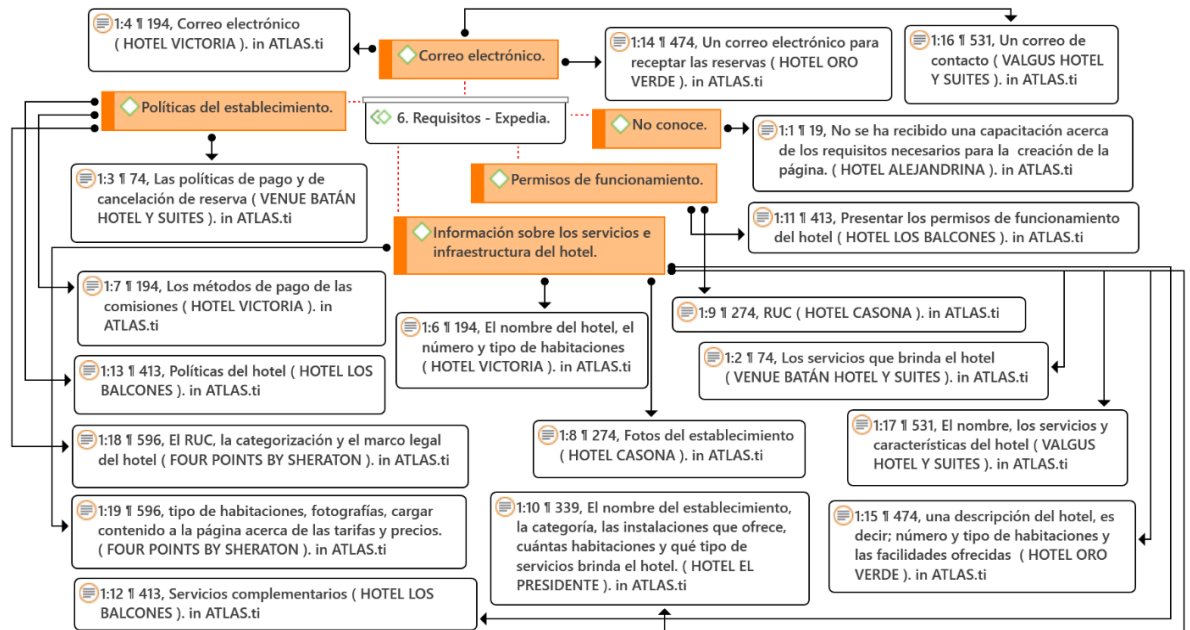 1:4 ¶ 194, Correo electrónico
( HOTEL VICTORIA ). in ATLAS.ti
Correo electrónico.
1:14 ¶ 474, Un correo electrónico para
receptar las reservas ( HOTEL ORO
VERDE ). in ATLAS.ti
1:16 ¶ 531, Un correo de
contacto ( VALGUS HOTEL
Y SUITES ). in ATLAS.ti
Políticas del establecimiento.
6. Requisitos - Expedia.
No conoce.
1:1 ¶ 19, No se ha recibido una capacitación acerca
de los requisitos necesarios para la creación de la
página. ( HOTEL ALEJANDRINA ). in ATLAS.ti
1:3 ¶ 74, Las políticas de pago y de
cancelación de reserva ( VENUE BATÁN
HOTEL Y SUITES ). in ATLAS.ti
Permisos de funcionamiento.
1:11 ¶ 413, Presentar los permisos de funcionamiento
del hotel ( HOTEL LOS BALCONES ). in ATLAS.ti
Información sobre los servicios e
infraestructura del hotel.
1:7 ¶ 194, Los métodos de pago de las
comisiones ( HOTEL VICTORIA ). in
ATLAS.ti
1:6 ¶ 194, El nombre del hotel, el
número y tipo de habitaciones
( HOTEL VICTORIA ). in ATLAS.ti
1:9 ¶ 274, RUC ( HOTEL CASONA ). in ATLAS.ti
1:2 ¶ 74, Los servicios que brinda el hotel
( VENUE BATÁN HOTEL Y SUITES ). in ATLAS.ti
1:13 ¶ 413, Políticas del hotel ( HOTEL LOS
BALCONES ). in ATLAS.ti
1:18 ¶ 596, El RUC, la categorización y el marco legal
del hotel ( FOUR POINTS BY SHERATON ). in ATLAS.ti
1:8 ¶ 274, Fotos del establecimiento
( HOTEL CASONA ). in ATLAS.ti
1:17 ¶ 531, El nombre, los servicios y
características del hotel ( VALGUS
HOTEL Y SUITES ). in ATLAS.ti
1:19 ¶ 596, tipo de habitaciones, fotografías, cargar
contenido a la página acerca de las tarifas y precios.
( FOUR POINTS BY SHERATON ). in ATLAS.ti
1:10 ¶ 339, El nombre del establecimiento,
la categoría, las instalaciones que ofrece,
cuántas habitaciones y qué tipo de
servicios brinda el hotel. ( HOTEL EL
PRESIDENTE ). in ATLAS.ti
1:15 ¶ 474, una descripción del hotel, es
decir; número y tipo de habitaciones y
las facilidades ofrecidas ( HOTEL ORO
VERDE ). in ATLAS.ti
1:12 ¶ 413, Servicios complementarios ( HOTEL LOS
BALCONES ). in ATLAS.ti